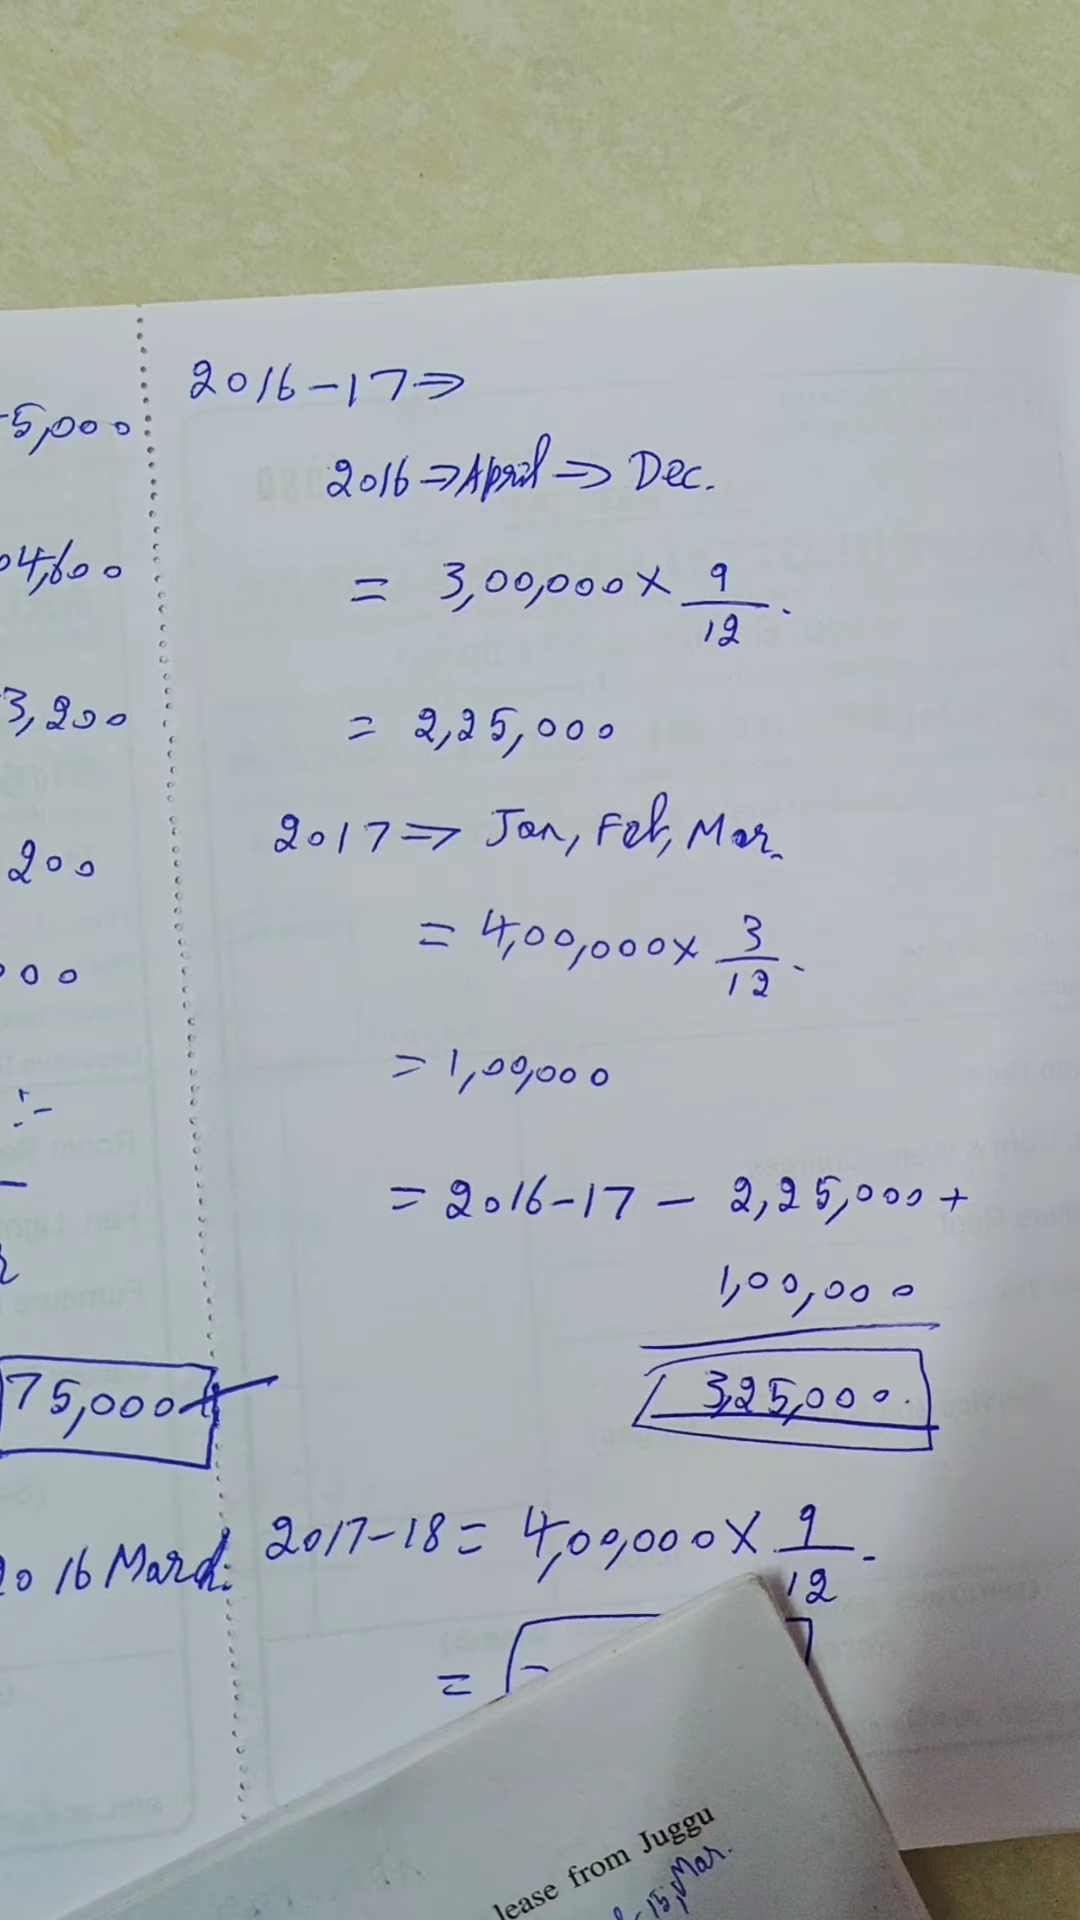 5,000
04,600
3,200
200
000
:-
75,000
2016 March
2016-17⇒
2016⇒April⇒Dec.
= 3,00,000 × 9/12.
= 2,25,000
2017⇒ Jan, Feb, Mar.
= 4,00,000 × 3/12.
= 1,00,000
= 2016-17 - 2,25,000 +
1,00,000
3,25,000.
2017-18 = 4,00,000 × 9/12.
=
lease from Juggu
15, Mar.